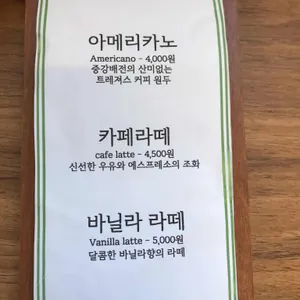 아메리카노
Americano - 4,000원
중강배전의 산미없는
트레져스 커피 원두
카페라떼
cafe latte - 4,500원
신선한 우유와 에스프레소의 조화
바닐라 라떼
Vanilla latte - 5,000원
달콤한 바닐라향의 라떼